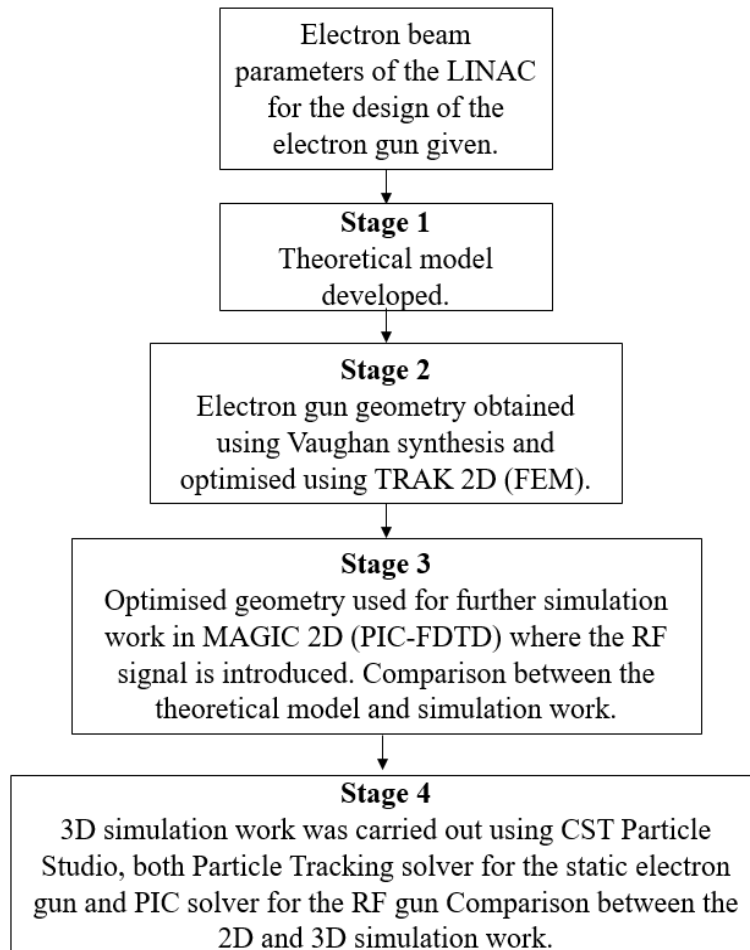 Electron beam
parameters of the LINAC
for the design of the
electron gun given.
Stage 1
Theoretical model
developed.
Stage 2
Electron gun geometry obtained
using Vaughan synthesis and
optimised using TRAK 2D (FEM).
Stage 3
Optimised geometry used for further simulation
work in MAGIC 2D (PIC-FDTD) where the RF
signal is introduced. Comparison between the
theoretical model and simulation work.
Stage 4
3D simulation work was carried out using CST Particle
Studio, both Particle Tracking solver for the static electron
gun and PIC solver for the RF gun Comparison between the
2D and 3D simulation work.